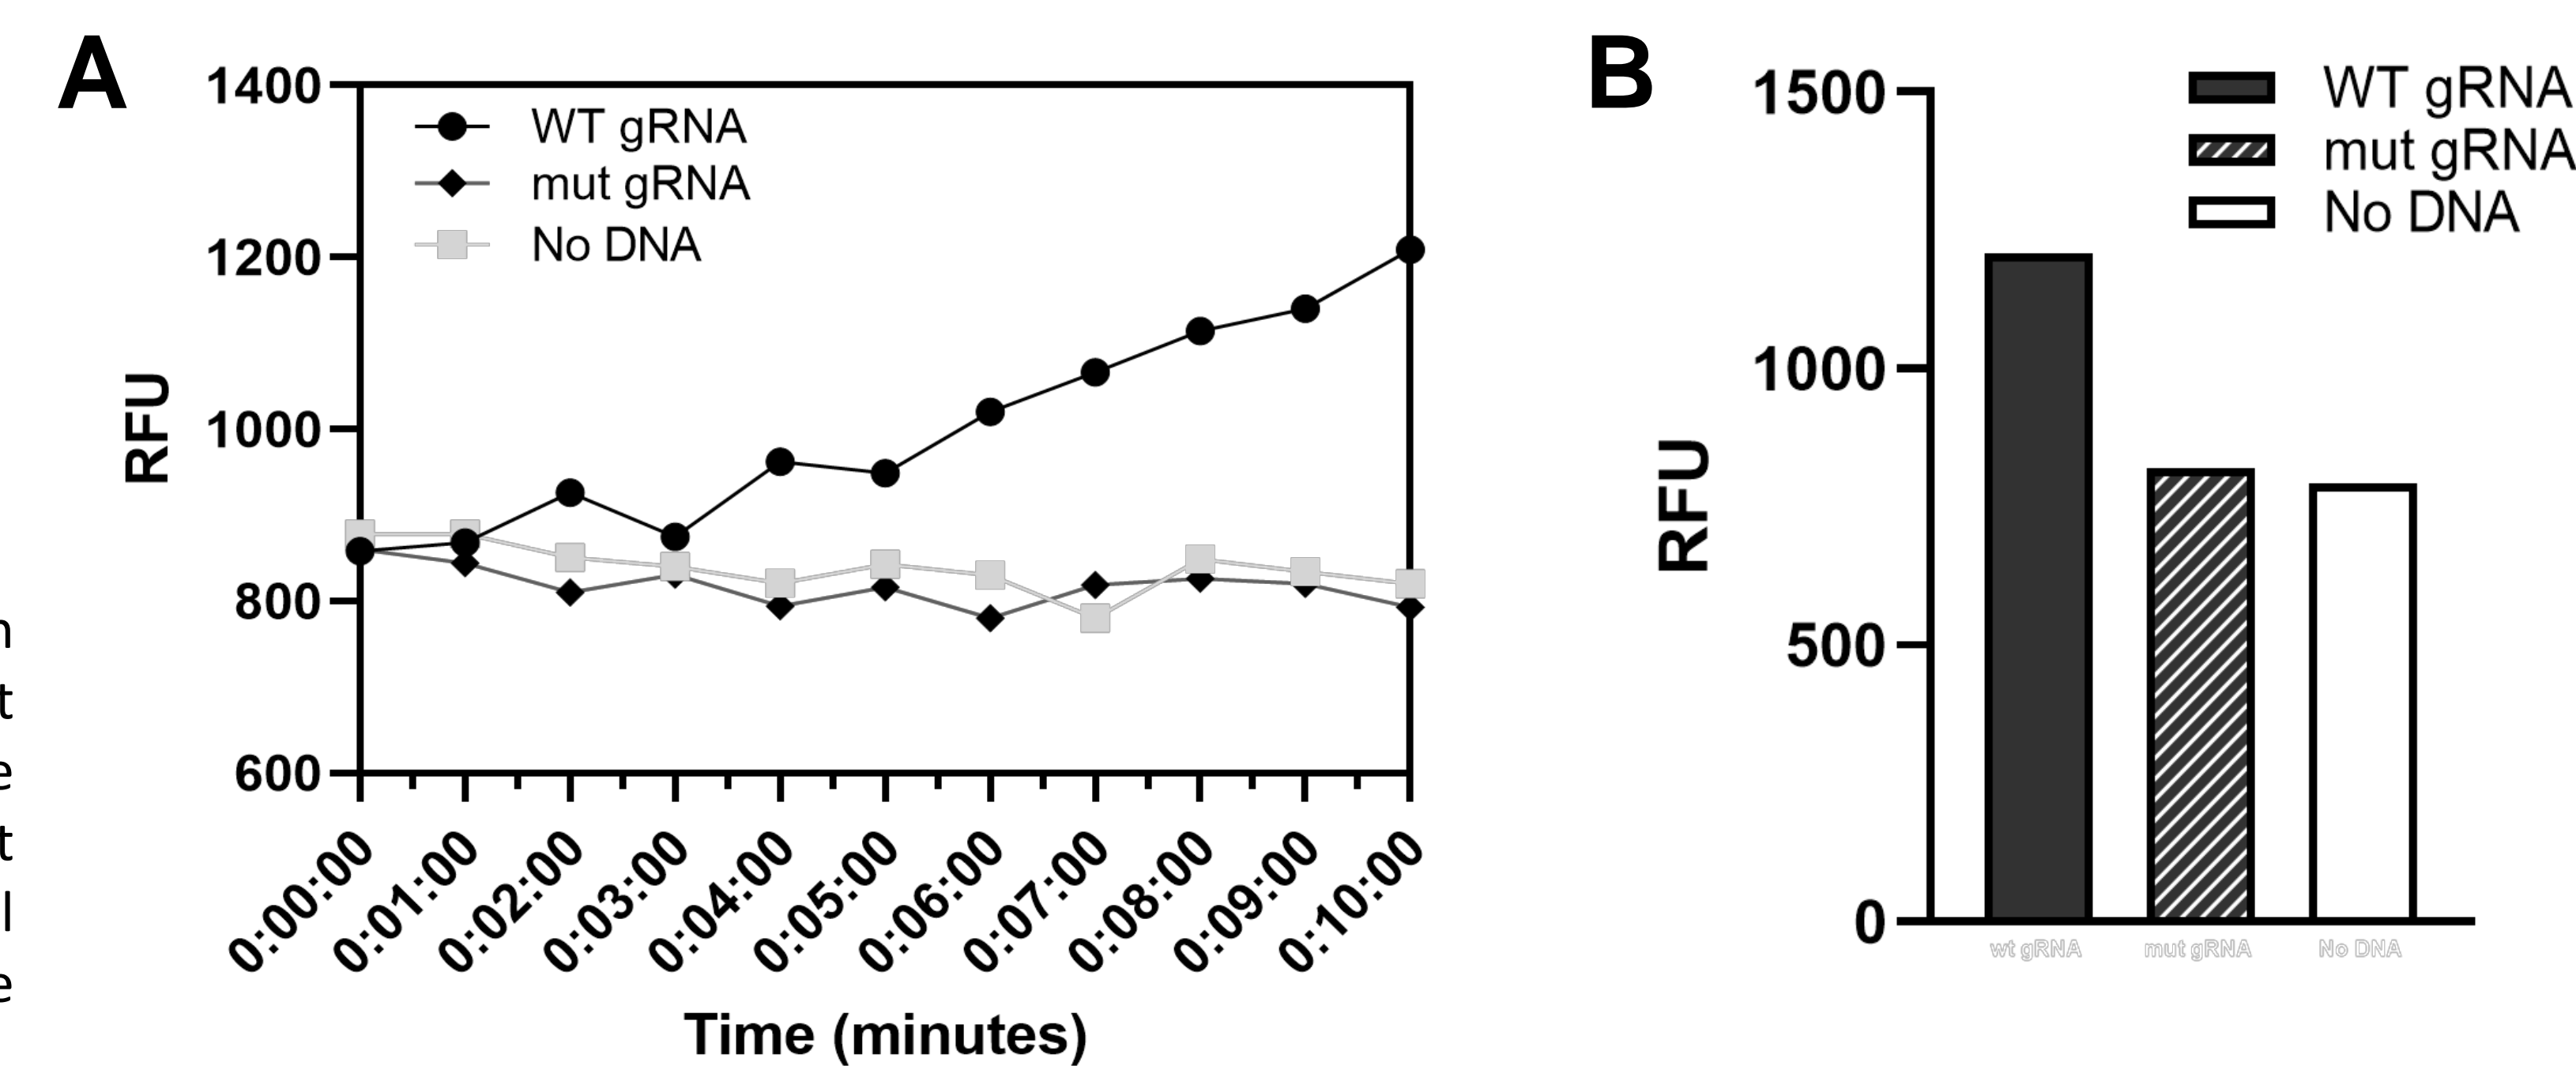 A
1400
1200
1000
800
600
RFU
WT gRNA
mut gRNA
No DNA
0:00:00
0:01:00
0:02:00
0:03:00
0:04:00
0:05:00
0:06:00
0:07:00
0:08:00
0:09:00
0:10:00
Time (minutes)
B
1500
1000
500
0
RFU
WT gRNA
mut gRNA
No DNA
wt gRNA
mut gRNA
No DNA
n
t
e
t
l
e